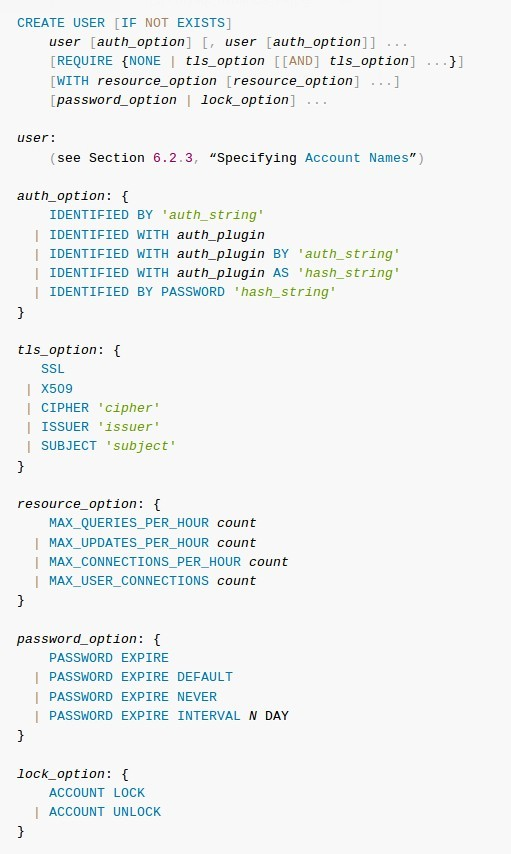 CREATE USER [IF NOT EXISTS]
    user [auth_option] [, user [auth_option]] ...
    [REQUIRE {NONE | tls_option [[AND] tls_option] ...}]
    [WITH resource_option [resource_option] ...]
    [password_option | lock_option] ...

user:
    (see Section 6.2.3, “Specifying Account Names”)

auth_option: {
    IDENTIFIED BY 'auth_string'
  | IDENTIFIED WITH auth_plugin
  | IDENTIFIED WITH auth_plugin BY 'auth_string'
  | IDENTIFIED WITH auth_plugin AS 'hash_string'
  | IDENTIFIED BY PASSWORD 'hash_string'
}

tls_option: {
   SSL
 | X509
 | CIPHER 'cipher'
 | ISSUER 'issuer'
 | SUBJECT 'subject'
}

resource_option: {
    MAX_QUERIES_PER_HOUR count
  | MAX_UPDATES_PER_HOUR count
  | MAX_CONNECTIONS_PER_HOUR count
  | MAX_USER_CONNECTIONS count
}

password_option: {
    PASSWORD EXPIRE
  | PASSWORD EXPIRE DEFAULT
  | PASSWORD EXPIRE NEVER
  | PASSWORD EXPIRE INTERVAL N DAY
}

lock_option: {
    ACCOUNT LOCK
  | ACCOUNT UNLOCK
}